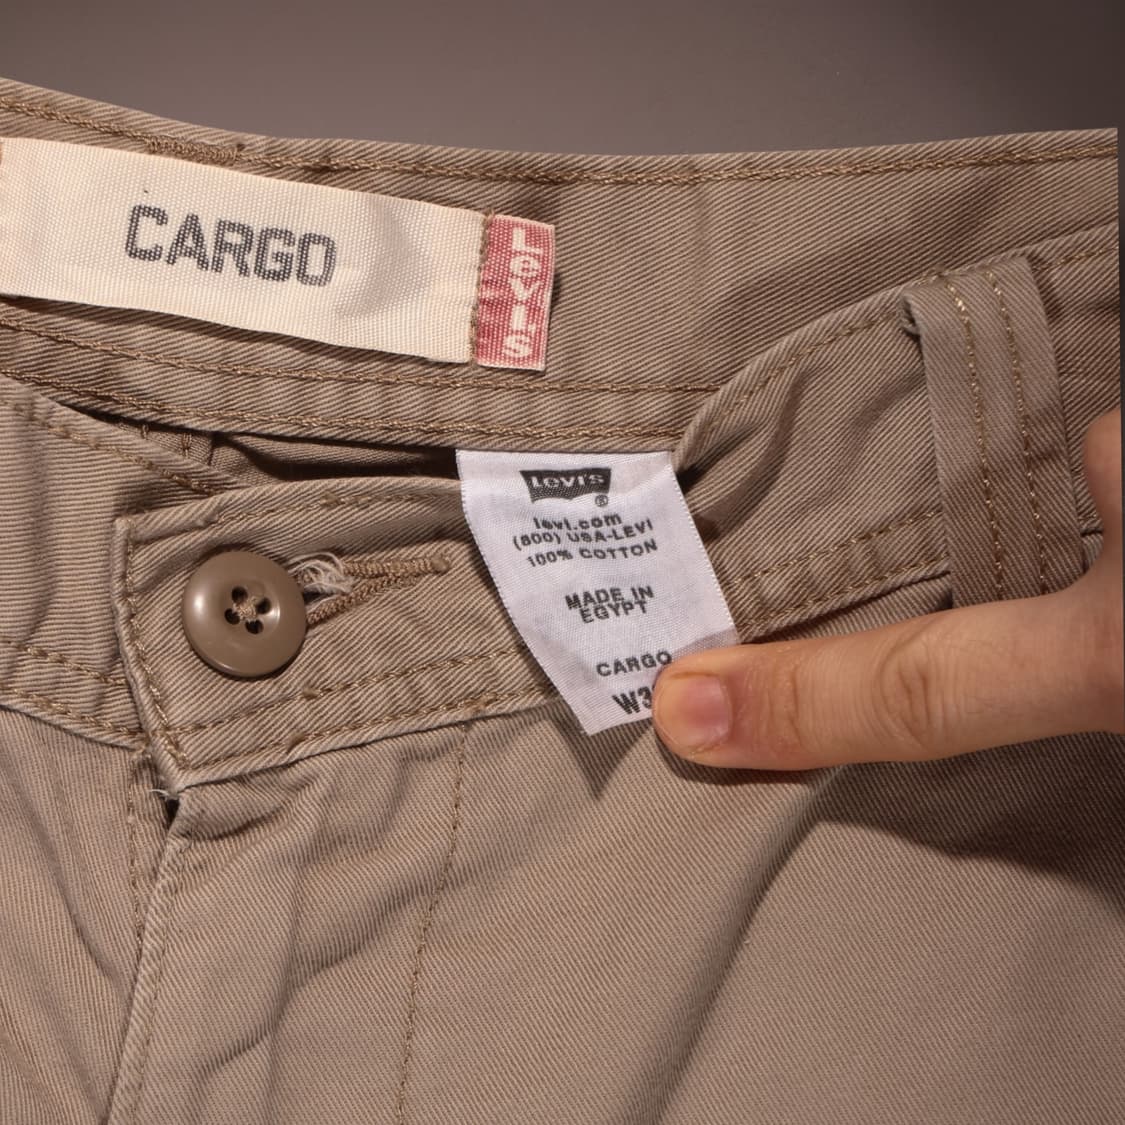 CARGO
Levi's
Levi's
®
levi.com
(800) USA-LEVI
100% COTTON
MADE IN
EGYPT
CARGO